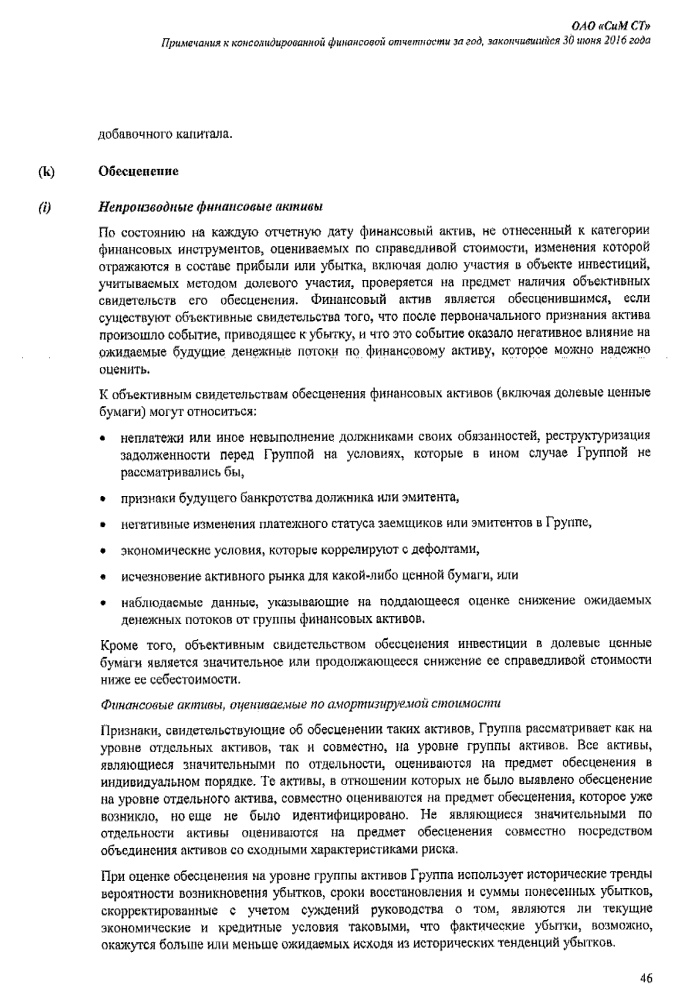 ОАО «СиМ СТ»
Примечания к консолидированной финансовой отчетности за год, закончившийся 30 июня 2016 года
добавочного капитала.
(k) Обесценение
(i) Непроизводные финансовые активы
По состоянию на каждую отчетную дату финансовый актив, не отнесенный к категории
финансовых инструментов, оцениваемых по справедливой стоимости, изменения которой
отражаются в составе прибыли или убытка, включая долю участия в объекте инвестиций,
учитываемых методом долевого участия, проверяется на предмет наличия объективных
свидетельств его обесценения. Финансовый актив является обесценившимся, если
существуют объективные свидетельства того, что после первоначального признания актива
произошло событие, приводящее к убытку, и что это событие оказало негативное влияние на
ожидаемые будущие денежные потоки по финансовому активу, которое можно надежно
оценить.
К объективным свидетельствам обесценения финансовых активов (включая долевые ценные
бумаги) могут относиться:
• неплатежи или иное невыполнение должниками своих обязанностей, реструктуризация
задолженности перед Группой на условиях, которые в ином случае Группой не
рассматривались бы,
• признаки будущего банкротства должника или эмитента,
• негативные изменения платежного статуса заемщиков или эмитентов в Группе,
• экономические условия, которые коррелируют с дефолтами,
• исчезновение активного рынка для какой-либо ценной бумаги, или
• наблюдаемые данные, указывающие на поддающееся оценке снижение ожидаемых
денежных потоков от группы финансовых активов.
Кроме того, объективным свидетельством обесценения инвестиции в долевые ценные
бумаги является значительное или продолжающееся снижение ее справедливой стоимости
ниже ее себестоимости.
Финансовые активы, оцениваемые по амортизируемой стоимости
Признаки, свидетельствующие об обесценении таких активов, Группа рассматривает как на
уровне отдельных активов, так и совместно, на уровне группы активов. Все активы,
являющиеся значительными по отдельности, оцениваются на предмет обесценения в
индивидуальном порядке. Те активы, в отношении которых не было выявлено обесценение
на уровне отдельного актива, совместно оцениваются на предмет обесценения, которое уже
возникло, но еще не было идентифицировано. Не являющиеся значительными по
отдельности активы оцениваются на предмет обесценения совместно посредством
объединения активов со сходными характеристиками риска.
При оценке обесценения на уровне группы активов Группа использует исторические тренды
вероятности возникновения убытков, сроки восстановления и суммы понесенных убытков,
скорректированные с учетом суждений руководства о том, являются ли текущие
экономические и кредитные условия таковыми, что фактические убытки, возможно,
окажутся больше или меньше ожидаемых исходя из исторических тенденций убытков.
46